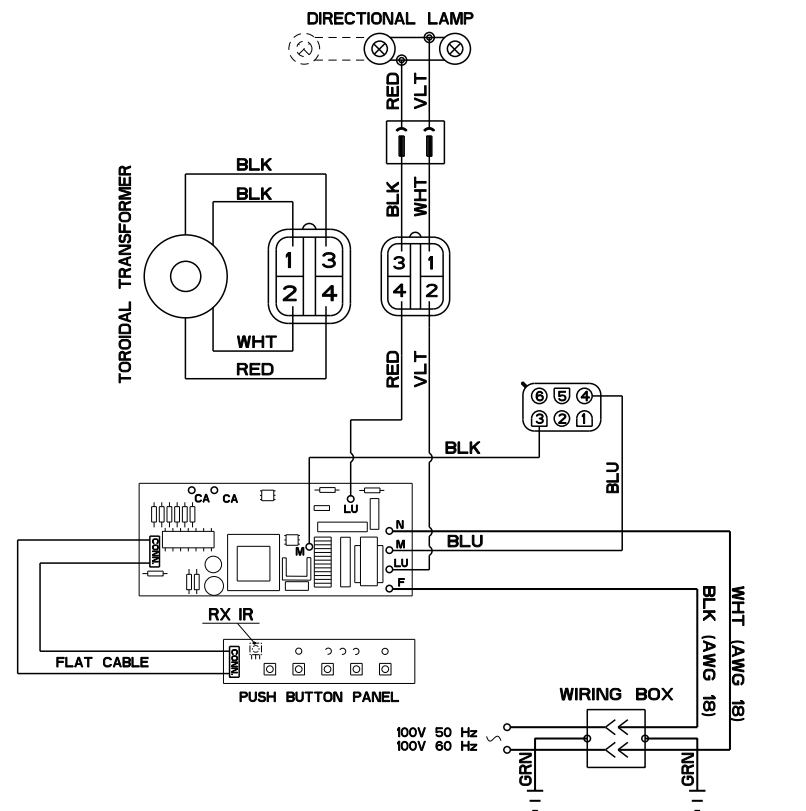 DIRECTIONAL LAMP
RED
VLT
BLK
BLK
TOROIDAL TRANSFORMER
BLK
WHT
1
3
2
4
3
1
4
2
WHT
RED
RED
VLT
6
5
4
3
2
1
BLK
BLU
CA
CA
LU
N
M
BLU
M
LU
F
CONN.
RX IR
BLK (AWG 18)
WHT (AWG 18)
FLAT CABLE
CONN.
PUSH BUTTON PANEL
WIRING BOX
100V 50 Hz
100V 60 Hz
GRN
GRN